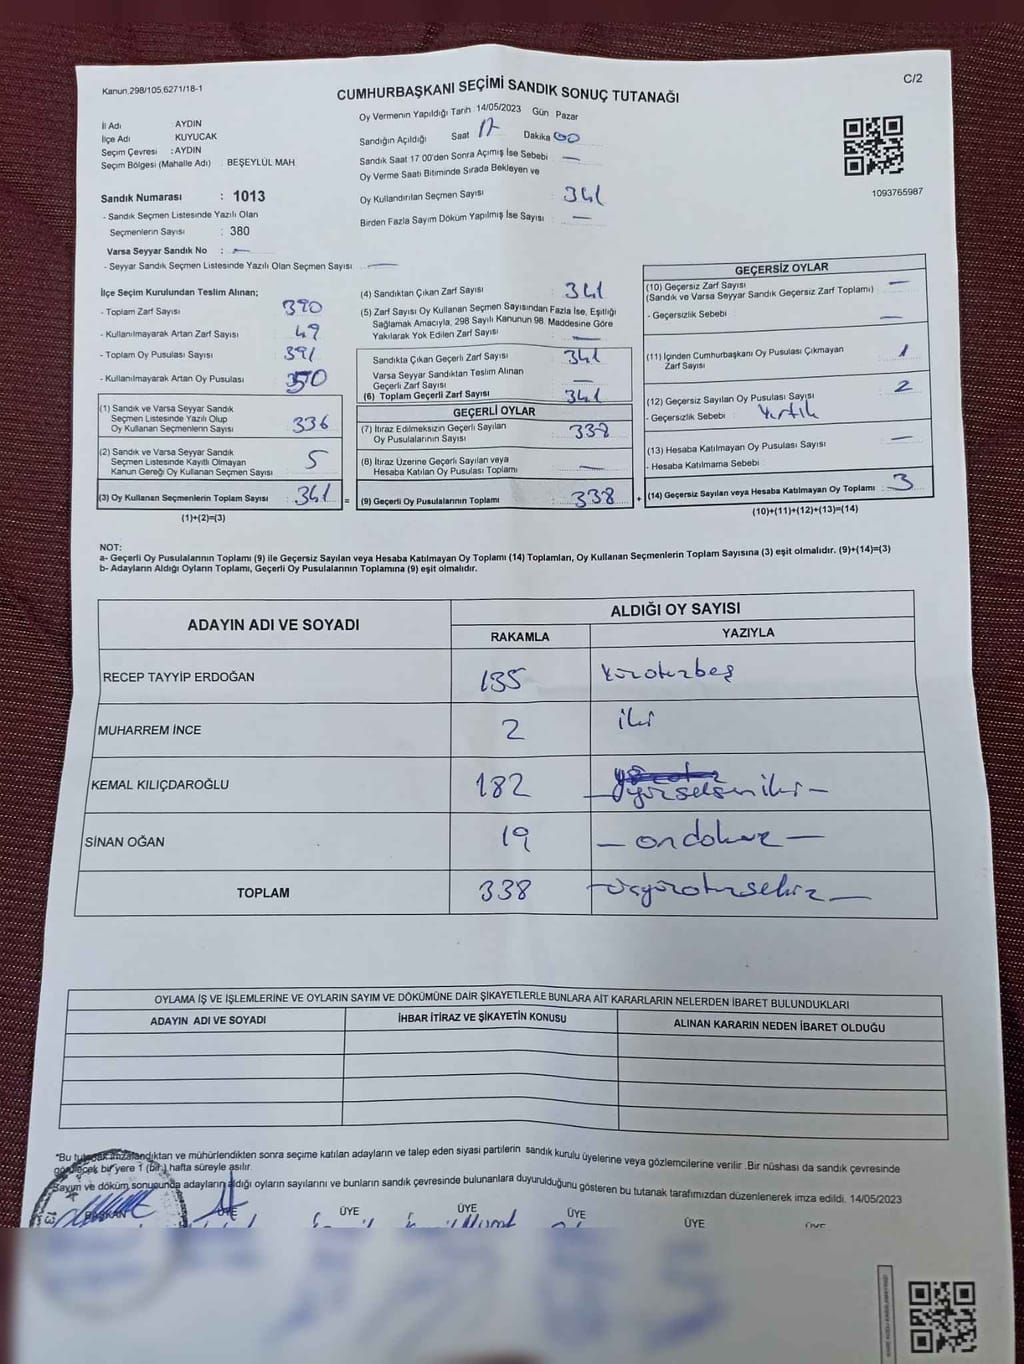 Kanun.298/105,6271/18-1
C/2
CUMHURBAŞKANI SEÇİMİ SANDIK SONUÇ TUTANAĞI
İl Adı : AYDIN
İlçe Adı KUYUCAK
Seçim Çevresi : AYDIN
Seçim Bölgesi (Mahalle Adı) : BEŞEYLÜL MAH
Sandık Numarası : 1013
- Sandık Seçmen Listesinde Yazılı Olan
Seçmenlerin Sayısı : 380
Varsa Seyyar Sandık No : —
- Seyyar Sandık Seçmen Listesinde Yazılı Olan Seçmen Sayısı : —
Oy Vermenin Yapıldığı Tarih : 14/05/2023 Gün Pazar
Sandığın Açıldığı Saat 17 Dakika 00
Sandık Saat 17 00'den Sonra Açımış İse Sebebi —
Oy Verme Saati Bitiminde Sırada Bekleyen ve
Oy Kullandırılan Seçmen Sayısı : 341
Birden Fazla Sayım Döküm Yapılmış İse Sayısı : —
1093765987
İlçe Seçim Kurulundan Teslim Alınan;
- Toplam Zarf Sayısı : 390
- Kullanılmayarak Artan Zarf Sayısı : 49
- Toplam Oy Pusulası Sayısı : 391
- Kullanılmayarak Artan Oy Pusulası : 50
(1) Sandık ve Varsa Seyyar Sandık
Seçmen Listesinde Yazılı Olup
Oy Kullanan Seçmenlerin Sayısı : 336
(2) Sandık ve Varsa Seyyar Sandık
Seçmen Listesinde Kayıtlı Olmayan
Kanun Gereği Oy Kullanan Seçmen Sayısı : 5
(3) Oy Kullanan Seçmenlerin Toplam Sayısı : 341 =
(1)+(2)=(3)
(4) Sandıktan Çıkan Zarf Sayısı : 341
(5) Zarf Sayısı Oy Kullanan Seçmen Sayısından Fazla İse, Eşitliği
Sağlamak Amacıyla, 298 Sayılı Kanunun 98. Maddesine Göre
Yakılarak Yok Edilen Zarf Sayısı : —
Sandıkta Çıkan Geçerli Zarf Sayısı : 341
Varsa Seyyar Sandıktan Teslim Alınan
Geçerli Zarf Sayısı : —
(6) Toplam Geçerli Zarf Sayısı : 341
GEÇERLİ OYLAR
(7) İtiraz Edilmeksizin Geçerli Sayılan
Oy Pusulalarının Sayısı : 338
(8) İtiraz Üzerine Geçerli Sayılan veya
Hesaba Katılan Oy Pusulası Toplamı : —
(9) Geçerli Oy Pusulalarının Toplamı : 338 +
GEÇERSİZ OYLAR
(10) Geçersiz Zarf Sayısı : —
(Sandık ve Varsa Seyyar Sandık Geçersiz Zarf Toplamı)
- Geçersizlik Sebebi : —
(11) İçinden Cumhurbaşkanı Oy Pusulası Çıkmayan
Zarf Sayısı : 1
(12) Geçersiz Sayılan Oy Pusulası Sayısı : 2
- Geçersizlik Sebebi : Yırtık
(13) Hesaba Katılmayan Oy Pusulası Sayısı : —
- Hesaba Katılmama Sebebi
(14) Geçersiz Sayılan veya Hesaba Katılmayan Oy Toplamı : 3
(10)+(11)+(12)+(13)=(14)
NOT:
a- Geçerli Oy Pusulalarının Toplamı (9) ile Geçersiz Sayılan veya Hesaba Katılmayan Oy Toplamı (14) Toplamları, Oy Kullanan Seçmenlerin Toplam Sayısına (3) eşit olmalıdır. (9)+(14)=(3)
b- Adayların Aldığı Oyların Toplamı, Geçerli Oy Pusulalarının Toplamına (9) eşit olmalıdır.
ADAYIN ADI VE SOYADI
ALDIĞI OY SAYISI
RAKAMLA YAZIYLA
RECEP TAYYİP ERDOĞAN 135 yüzotuzbeş
MUHARREM İNCE 2 iki
KEMAL KILIÇDAROĞLU 182 — yüzseksen iki —
SİNAN OĞAN 19 — ondokuz —
TOPLAM 338 — üçyüzotuzsekiz —
OYLAMA İŞ VE İŞLEMLERİNE VE OYLARIN SAYIM VE DÖKÜMÜNE DAİR ŞİKAYETLERLE BUNLARA AİT KARARLARIN NELERDEN İBARET BULUNDUKLARI
ADAYIN ADI VE SOYADI İHBAR İTİRAZ VE ŞİKAYETİN KONUSU ALINAN KARARIN NEDEN İBARET OLDUĞU
*Bu tutanak imzalandıktan ve mühürlendikten sonra seçime katılan adayların ve talep eden siyasi partilerin sandık kurulu üyelerine veya gözlemcilerine verilir .Bir nüshası da sandık çevresinde
görülecek bir yere 1 (bir) hafta süreyle asılır.
Sayım ve döküm sonucunda adayların aldığı oyların sayılarını ve bunların sandık çevresinde bulunanlara duyurulduğunu gösteren bu tutanak tarafımızdan düzenlenerek imza edildi. 14/05/2023
BAŞKAN ÜYE ÜYE ÜYE ÜYE ÜYE ÜYE